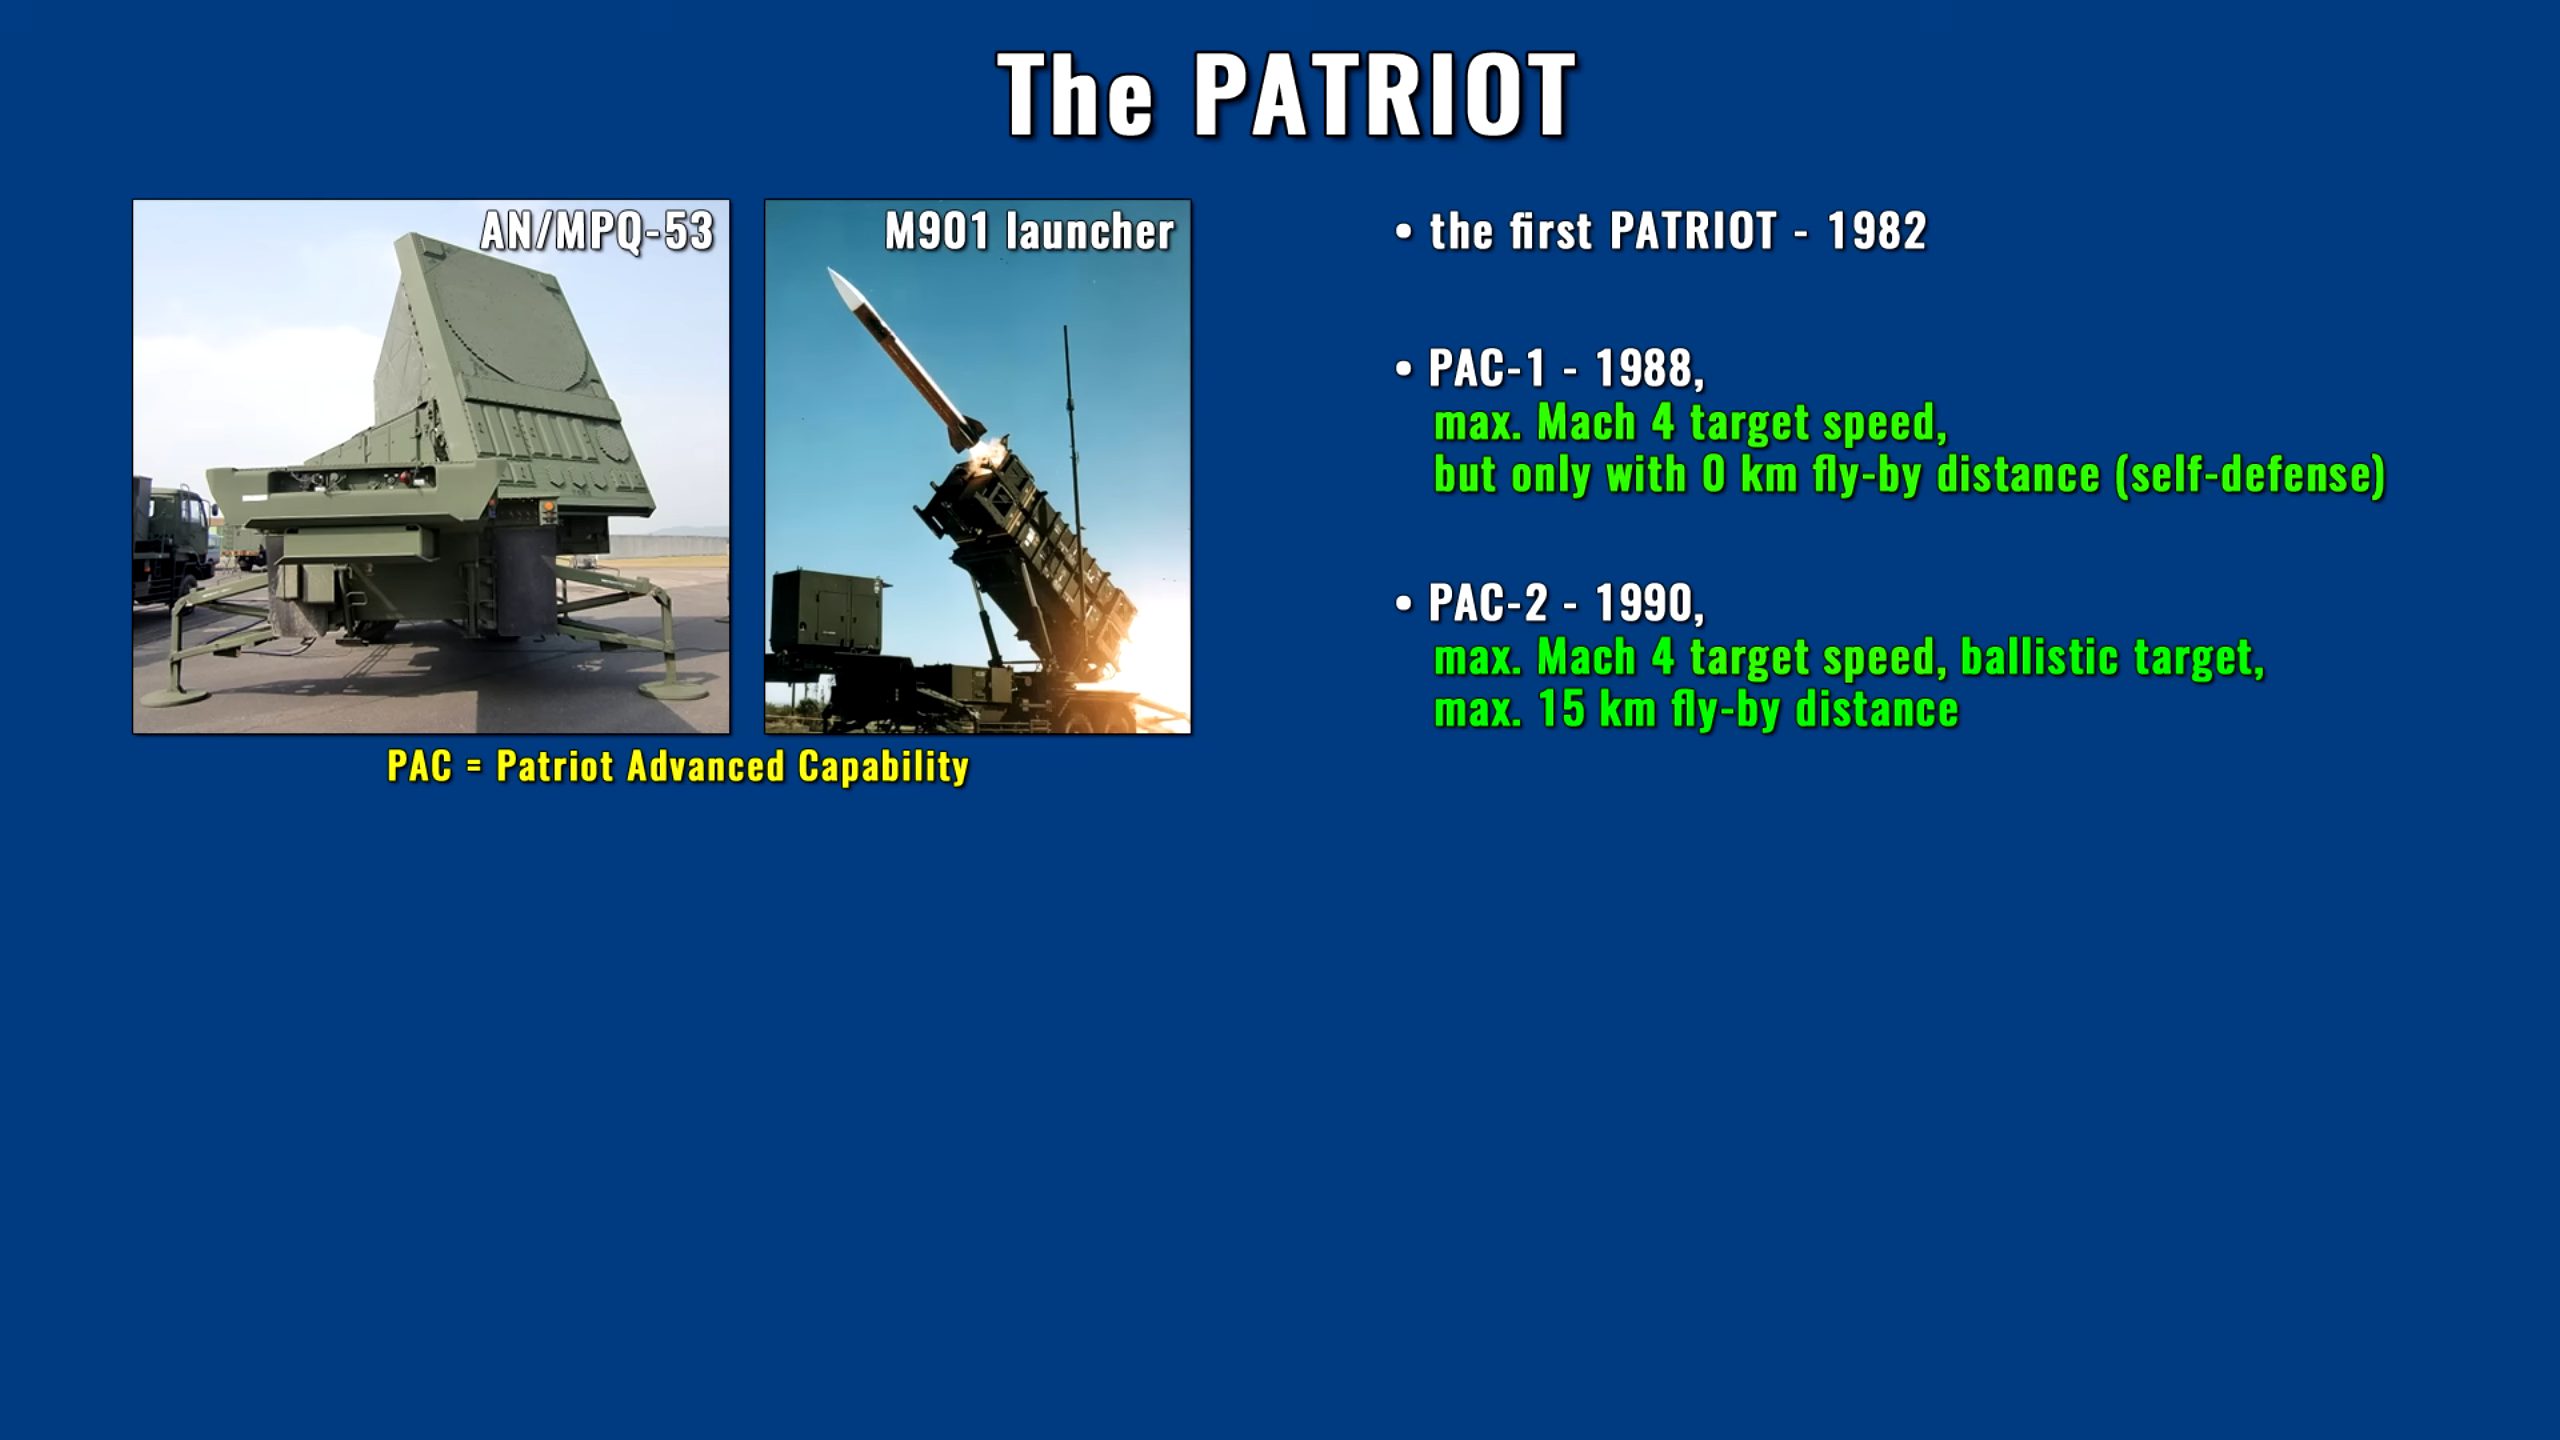 The PATRIOT
AN/MPQ-53
M901 launcher
PAC = Patriot Advanced Capability
• the first PATRIOT - 1982
• PAC-1 - 1988,
max. Mach 4 target speed,
but only with 0 km fly-by distance (self-defense)
• PAC-2 - 1990,
max. Mach 4 target speed, ballistic target,
max. 15 km fly-by distance